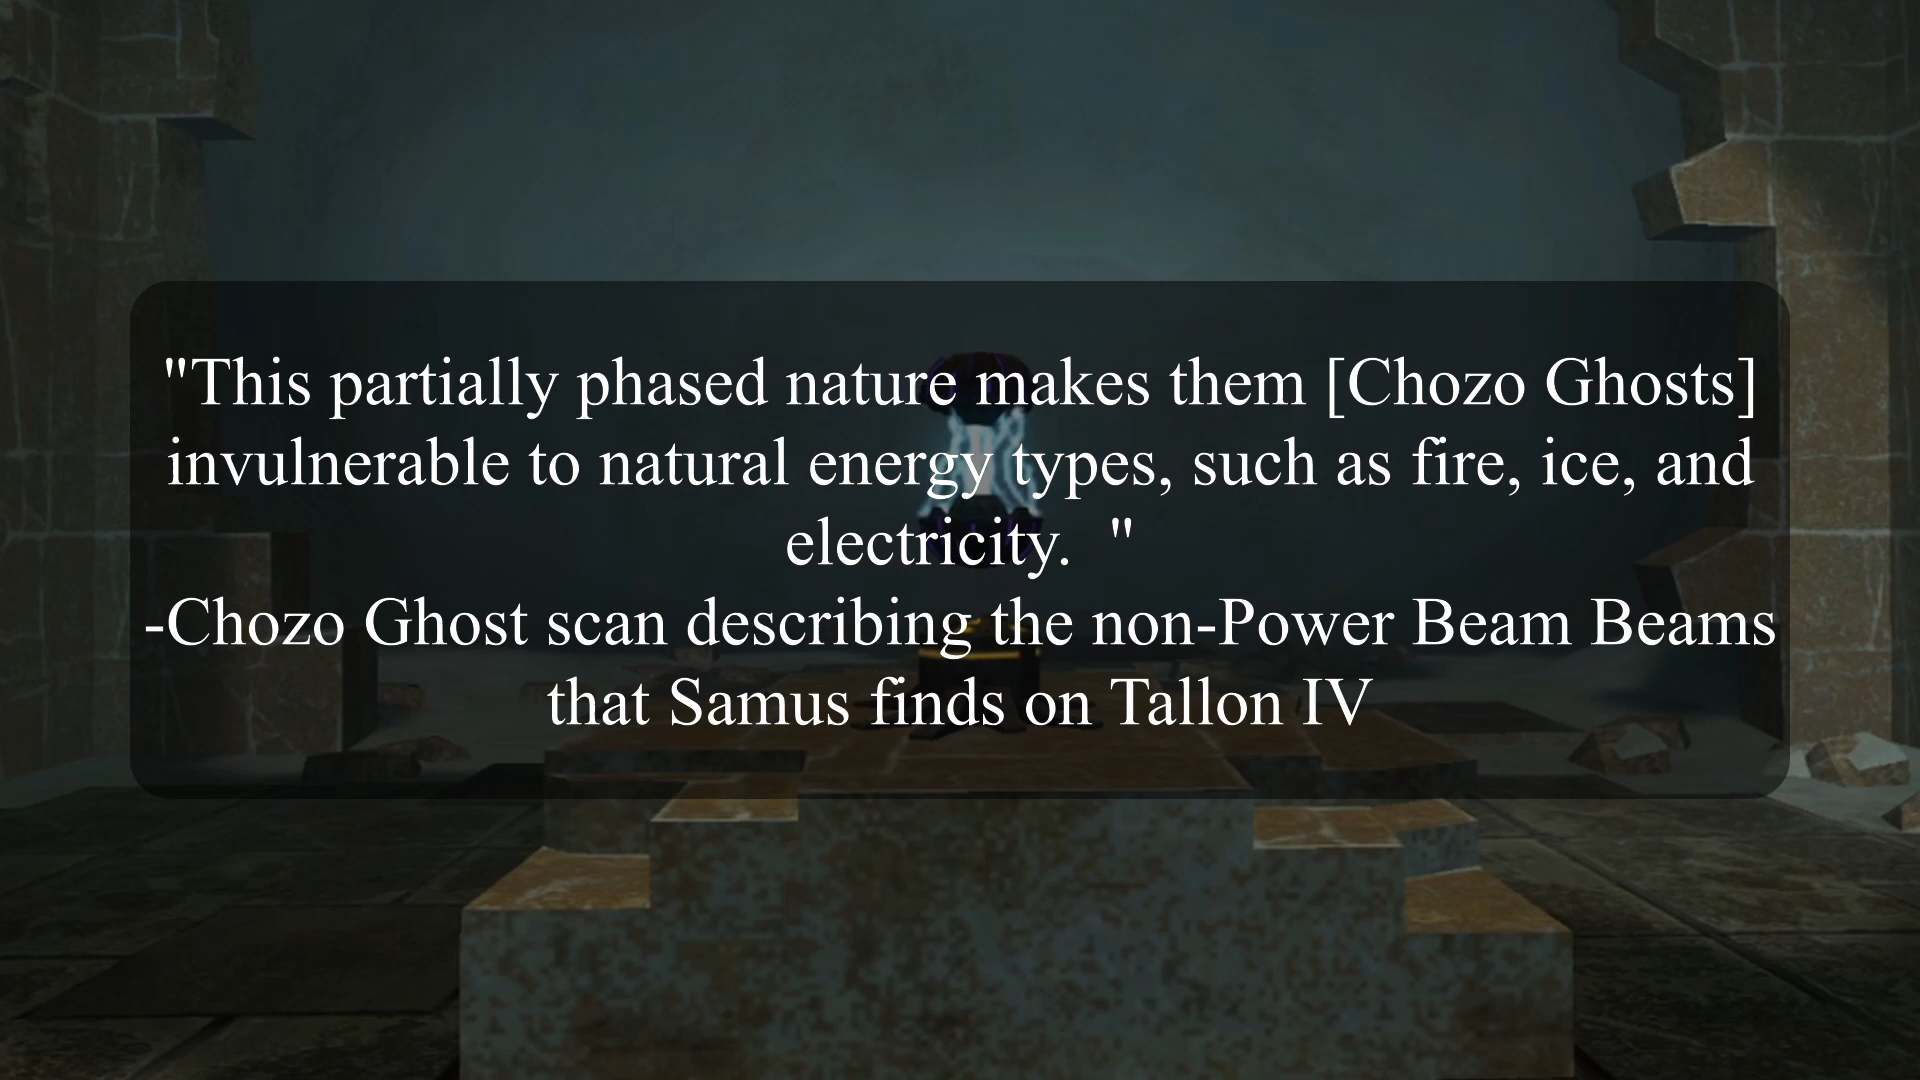 "This partially phased nature makes them [Chozo Ghosts]
invulnerable to natural energy types, such as fire, ice, and
electricity.  "
-Chozo Ghost scan describing the non-Power Beam Beams
that Samus finds on Tallon IV